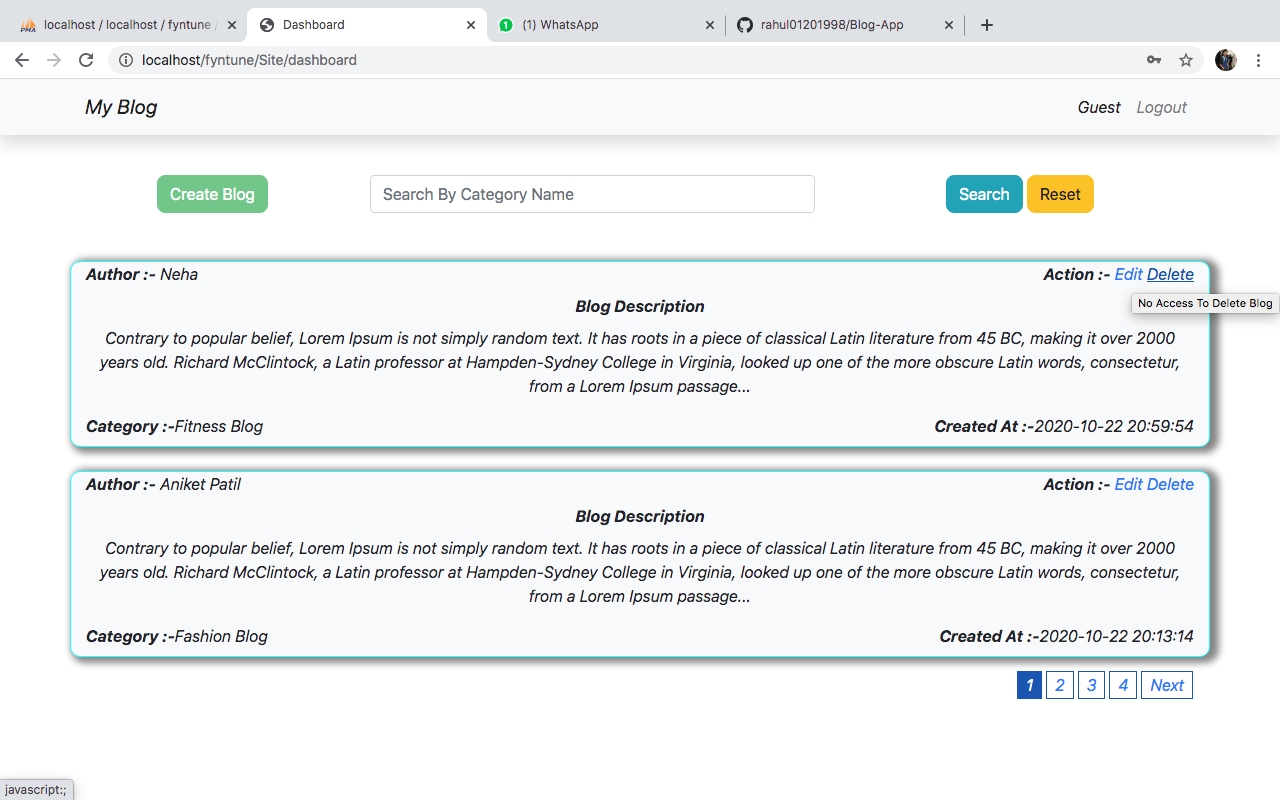 localhost / localhost / fyntune /
Dashboard
(1) WhatsApp
rahul01201998/Blog-App
localhost/fyntune/Site/dashboard
My Blog
Guest Logout
Create Blog
Search By Category Name
Search
Reset
Author :- Neha
Action :- Edit Delete
No Access To Delete Blog
Blog Description
Contrary to popular belief, Lorem Ipsum is not simply random text. It has roots in a piece of classical Latin literature from 45 BC, making it over 2000
years old. Richard McClintock, a Latin professor at Hampden-Sydney College in Virginia, looked up one of the more obscure Latin words, consectetur,
from a Lorem Ipsum passage...
Category :-Fitness Blog
Created At :-2020-10-22 20:59:54
Author :- Aniket Patil
Action :- Edit Delete
Blog Description
Contrary to popular belief, Lorem Ipsum is not simply random text. It has roots in a piece of classical Latin literature from 45 BC, making it over 2000
years old. Richard McClintock, a Latin professor at Hampden-Sydney College in Virginia, looked up one of the more obscure Latin words, consectetur,
from a Lorem Ipsum passage...
Category :-Fashion Blog
Created At :-2020-10-22 20:13:14
1 2 3 4 Next
javascript:;